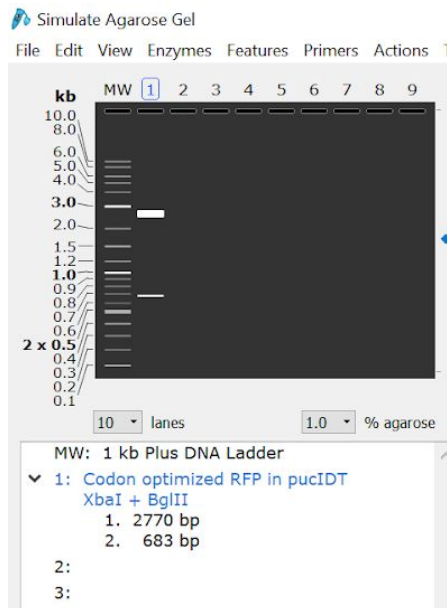 Simulate Agarose Gel
File Edit View Enzymes Features Primers Actions
kb MW 1 2 3 4 5 6 7 8 9
10.0
8.0
6.0
5.0
4.0
3.0
2.0
1.5
1.2
1.0
0.9
0.8
0.7
0.6
2 x 0.5
0.4
0.3
0.2
0.1
10 lanes 1.0 % agarose
MW: 1 kb Plus DNA Ladder
1: Codon optimized RFP in pucIDT
XbaI + BglII
1. 2770 bp
2. 683 bp
2:
3: